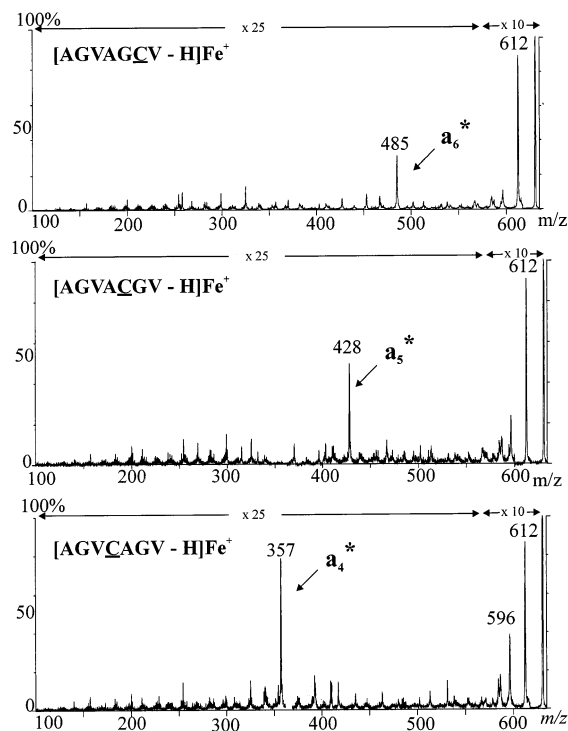 100%
x 25
x 10
[AGVAGCV - H]Fe+
612
50
485
a6*
0
100 200 300 400 500 600 m/z
100%
x 25
x 10
[AGVACGV - H]Fe+
612
50
428
a5*
0
100 200 300 400 500 600 m/z
100%
x 25
x 10
[AGVCAGV - H]Fe+
612
357
a4*
596
50
0
100 200 300 400 500 600 m/z